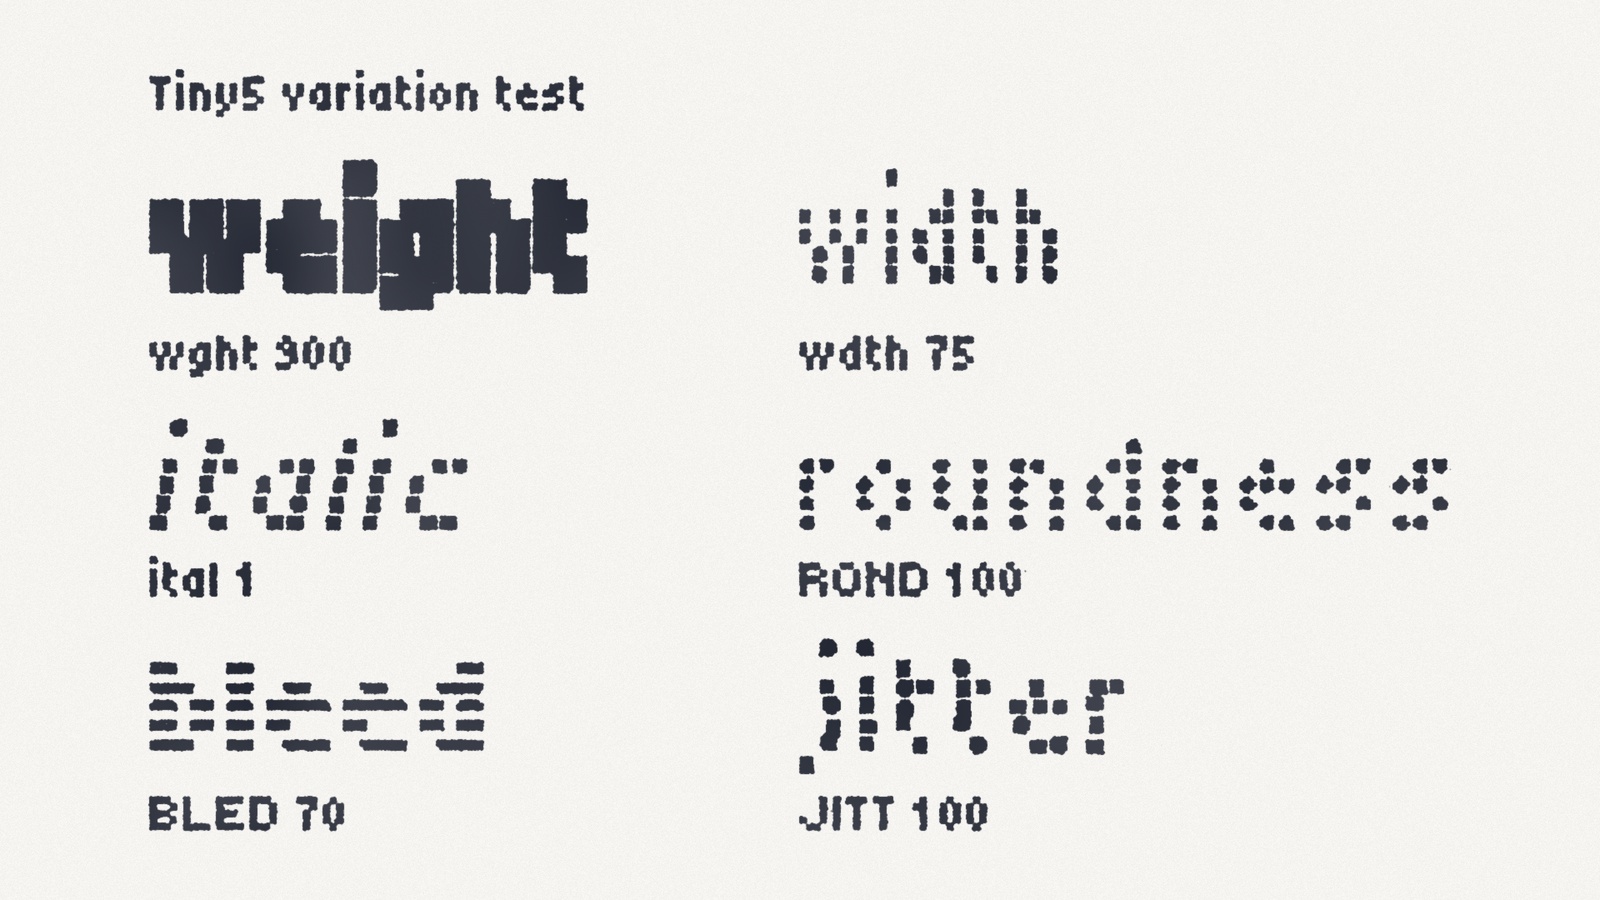 Tiny5 variation test
weight
wght 900
width
wdth 75
italic
ital 1
roundness
ROND 100
bleed
BLED 70
jitter
JITT 100